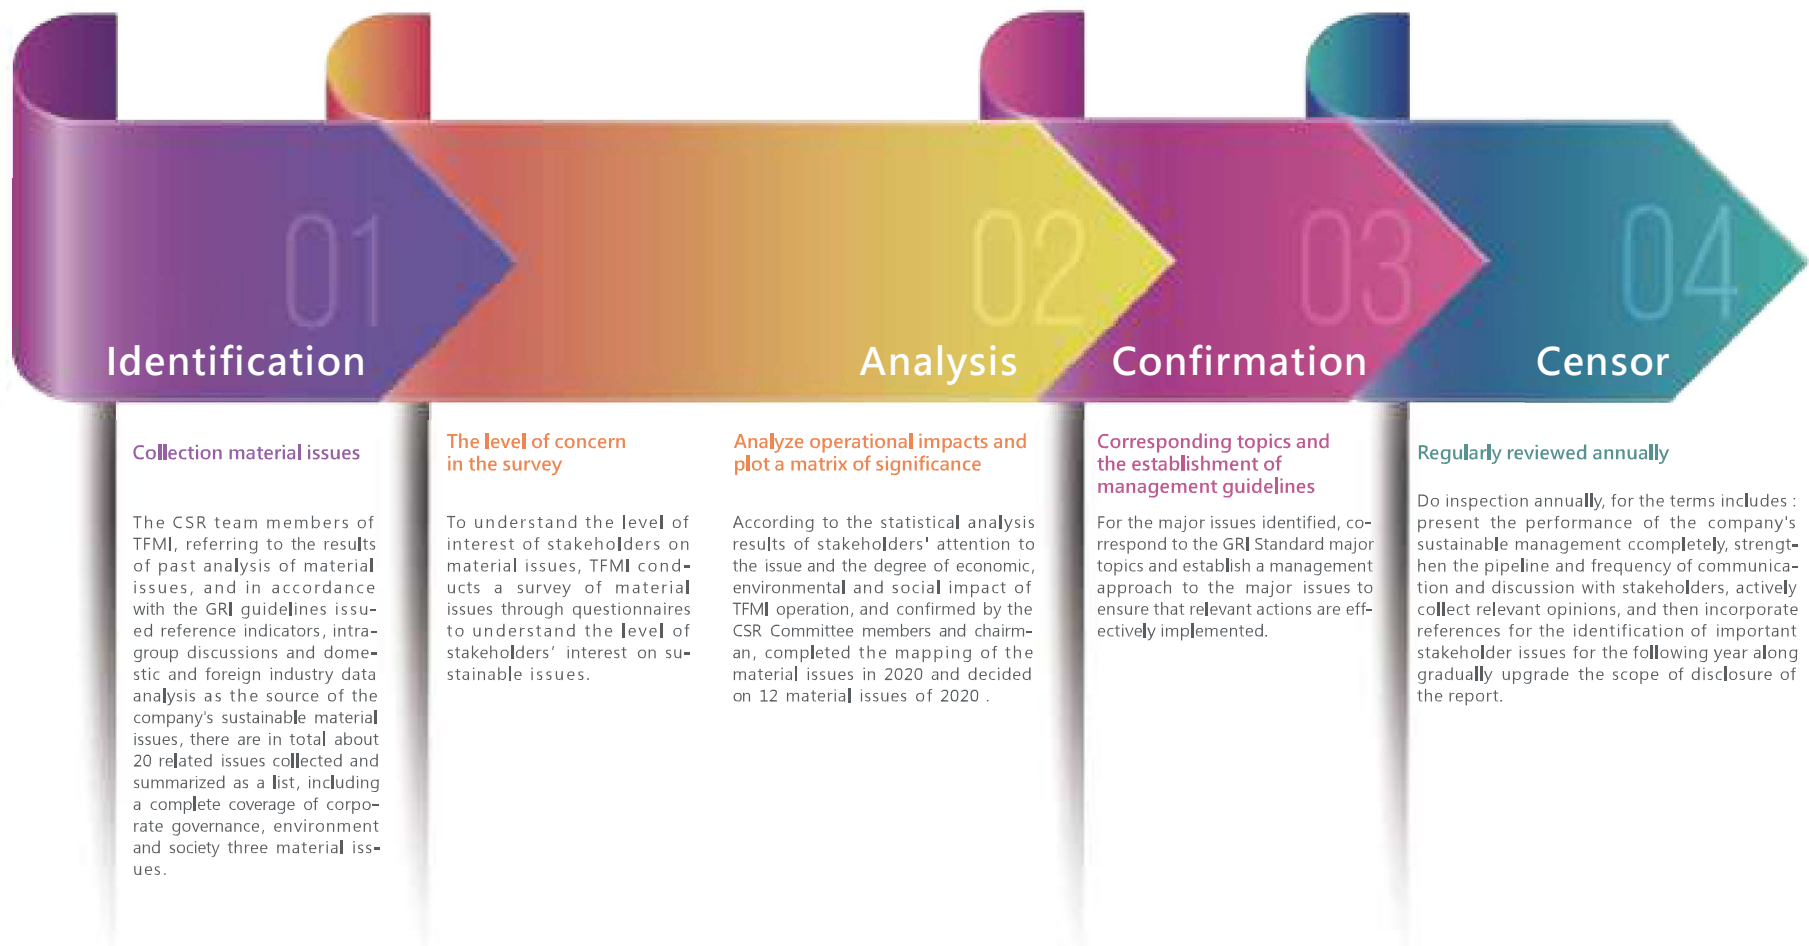 01
Identification
02
Analysis
03
Confirmation
04
Censor
Collection material issues
The CSR team members of
TFMI, referring to the results
of past analysis of material
issues, and in accordance
with the GRI guidelines issu-
ed reference indicators, intra-
group discussions and dome-
stic and foreign industry data
analysis as the source of the
company's sustainable material
issues, there are in total about
20 related issues collected and
summarized as a list, including
a complete coverage of corpo-
rate governance, environment
and society three material iss-
ues.
The level of concern
in the survey
To understand the level of
interest of stakeholders on
material issues, TFMI cond-
ucts a survey of material
issues through questionnaires
to understand the level of
stakeholders' interest on su-
stainable issues.
Analyze operational impacts and
plot a matrix of significance
According to the statistical analysis
results of stakeholders' attention to
the issue and the degree of economic,
environmental and social impact of
TFMI operation, and confirmed by the
CSR Committee members and chairm-
an, completed the mapping of the
material issues in 2020 and decided
on 12 material issues of 2020 .
Corresponding topics and
the establishment of
management guidelines
For the major issues identified, co-
rrespond to the GRI Standard major
topics and establish a management
approach to the major issues to
ensure that relevant actions are eff-
ectively implemented.
Regularly reviewed annually
Do inspection annually, for the terms includes :
present the performance of the company's
sustainable management ccompletely, strengt-
hen the pipeline and frequency of communica-
tion and discussion with stakeholders, actively
collect relevant opinions, and then incorporate
references for the identification of important
stakeholder issues for the following year along
gradually upgrade the scope of disclosure of
the report.